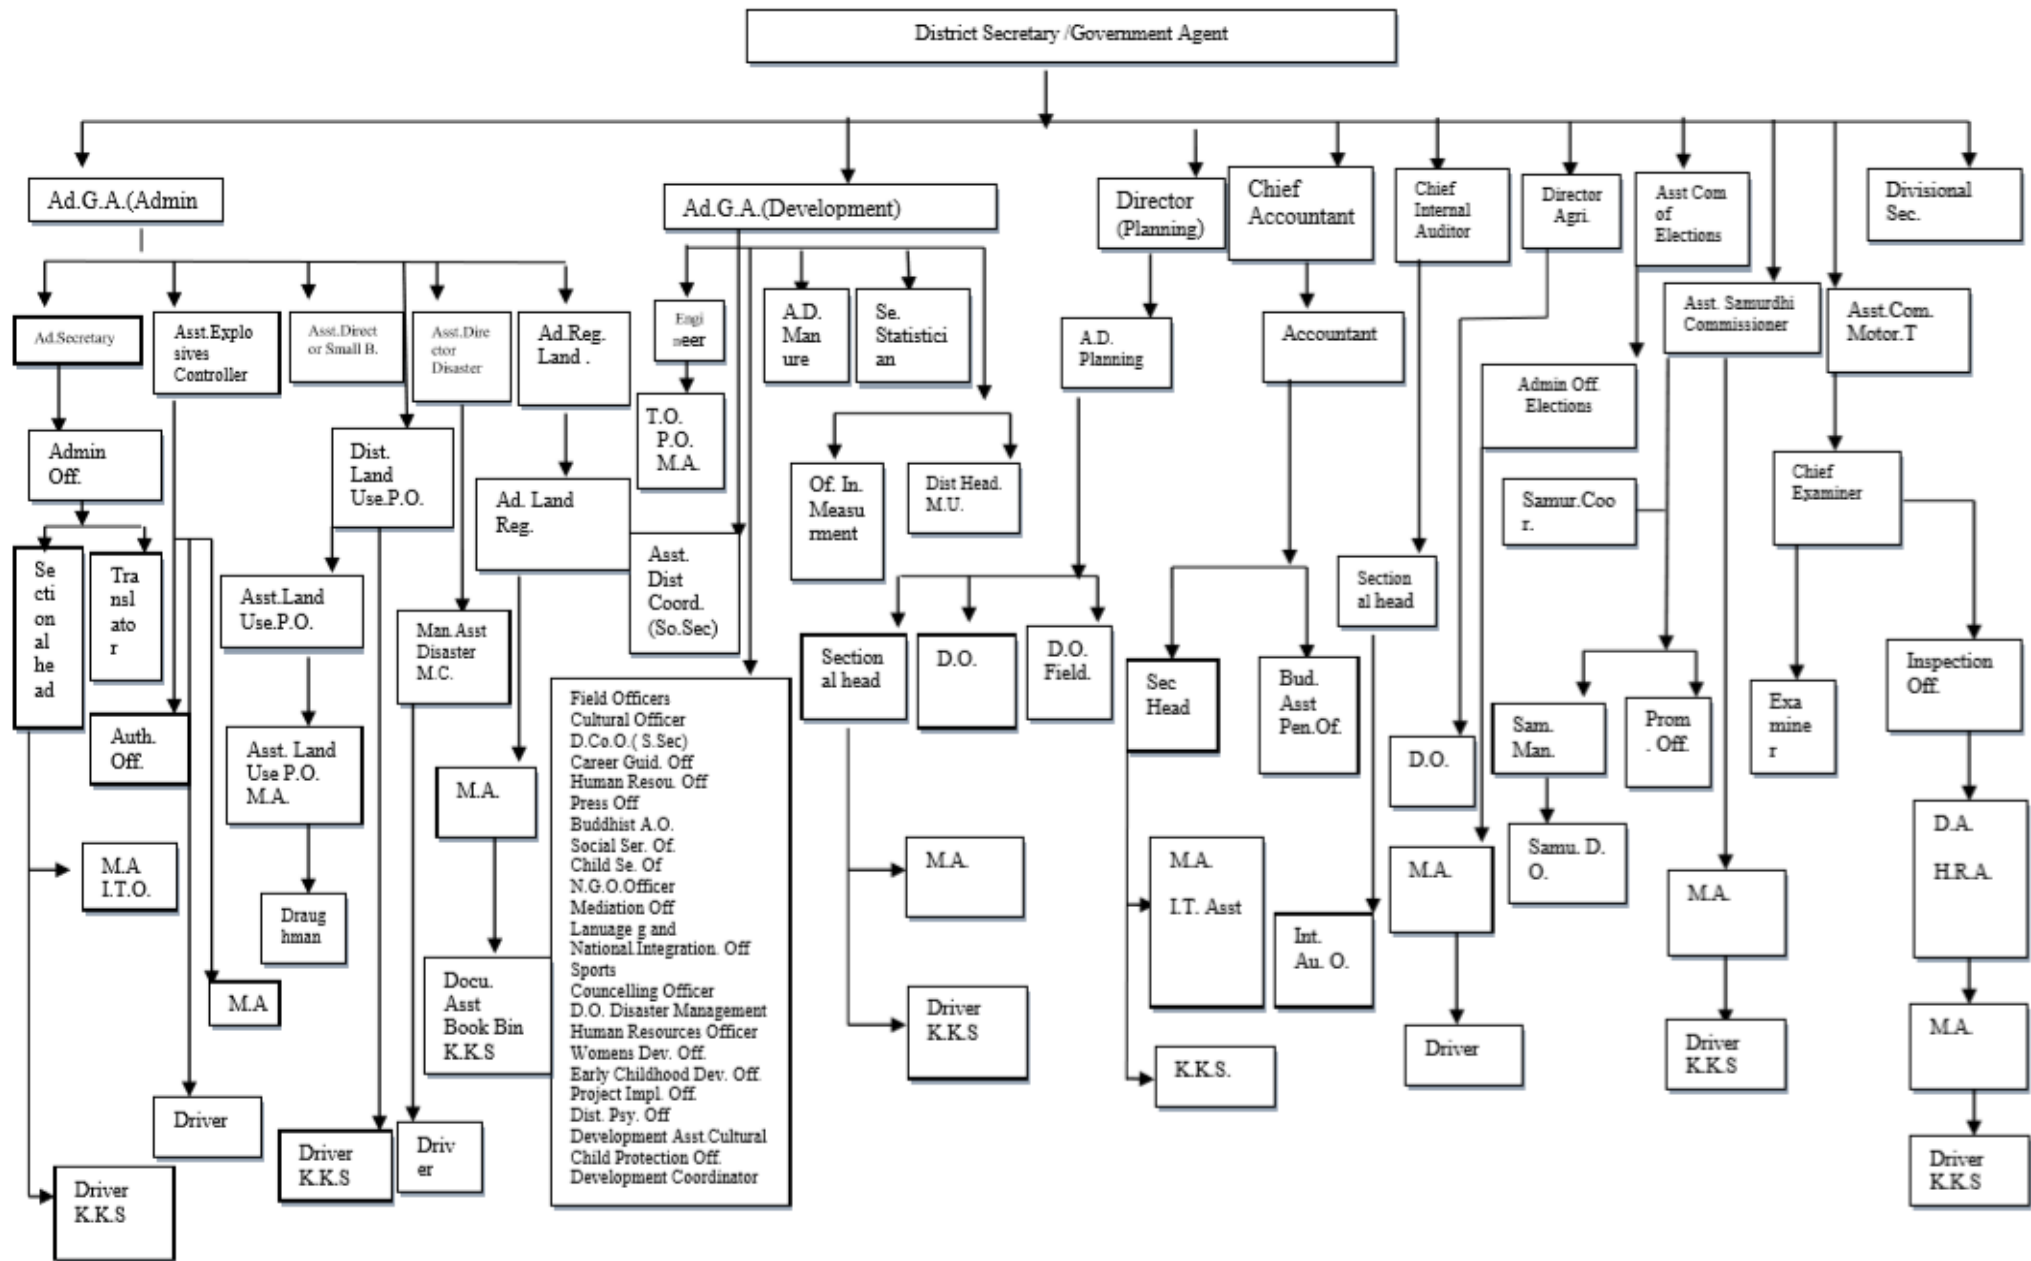 District Secretary /Government Agent
Ad.G.A.(Admin
Ad.G.A.(Development)
Director
(Planning)
Chief
Accountant
Chief
Internal
Auditor
Director
Agri.
Asst Com
of
Elections
Divisional
Sec.
Ad.Secretary
Asst.Explo
sives
Controller
Asst.Direct
or Small B.
Asst.Dire
ctor
Disaster
Ad.Reg.
Land .
Engi
neer
A.D.
Man
ure
Se.
Statistici
an
A.D.
Planning
Accountant
Asst. Samurdhi
Commissioner
Asst.Com.
Motor.T
Admin Off.
Elections
Admin
Off.
Dist.
Land
Use.P.O.
T.O.
P.O.
M.A.
Ad. Land
Reg.
Of. In.
Measu
rment
Dist Head.
M.U.
Samur.Coo
r.
Chief
Examiner
Se
cti
on
al
he
ad
Tra
nsl
ato
r
Asst.Land
Use.P.O.
Man.Asst
Disaster
M.C.
Asst.
Dist
Coord.
(So.Sec)
Section
al head
D.O.
D.O.
Field.
Sec
Head
Bud.
Asst
Pen.Of.
Section
al head
D.O.
Sam.
Man.
Prom
. Off.
Exa
mine
r
Inspection
Off.
Auth.
Off.
Asst. Land
Use P.O.
M.A.
M.A.
Field Officers
Cultural Officer
D.Co.O.( S.Sec)
Career Guid. Off
Human Resou. Off
Press Off
Buddhist A.O.
Social Ser. Of.
Child Se. Of
N.G.O.Officer
Mediation Off
Lanuage g and
National.Integration. Off
Sports
Councelling Officer
D.O. Disaster Management
Human Resources Officer
Womens Dev. Off.
Early Childhood Dev. Off.
Project Impl. Off.
Dist. Psy. Off
Development Asst.Cultural
Child Protection Off.
Development Coordinator
M.A
I.T.O.
Draug
hman
M.A.
M.A.
I.T. Asst
Int.
Au. O.
M.A.
Samu. D.
O.
M.A.
D.A.
H.R.A.
M.A
Docu.
Asst
Book Bin
K.K.S
Driver
K.K.S
K.K.S.
Driver
Driver
K.K.S
M.A.
Driver
Driver
K.K.S
Driv
er
Driver
K.K.S
Driver
K.K.S